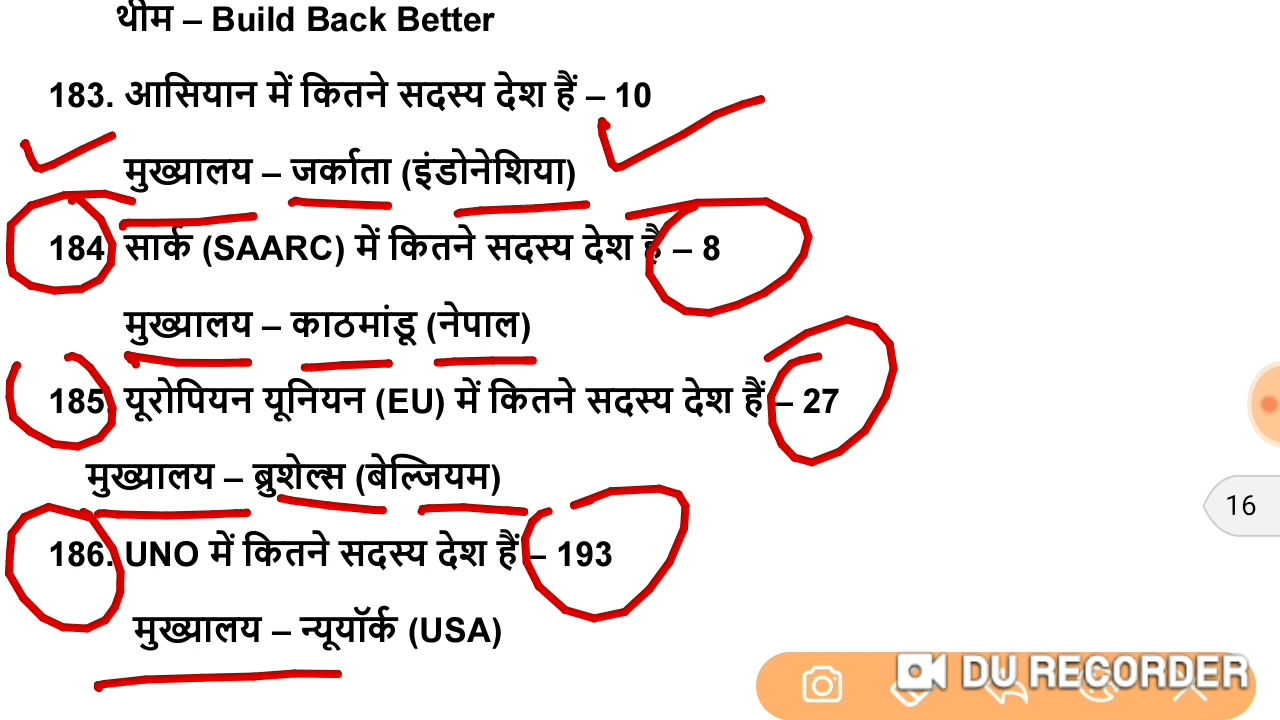 थीम – Build Back Better
183. आसियान में कितने सदस्य देश हैं – 10
मुख्यालय – जर्काता (इंडोनेशिया)
184. सार्क (SAARC) में कितने सदस्य देश है – 8
मुख्यालय – काठमांडू (नेपाल)
185. यूरोपियन यूनियन (EU) में कितने सदस्य देश हैं – 27
मुख्यालय – ब्रुशेल्स (बेल्जियम)
186. UNO में कितने सदस्य देश हैं – 193
मुख्यालय – न्यूयॉर्क (USA)
16
DU RECORDER